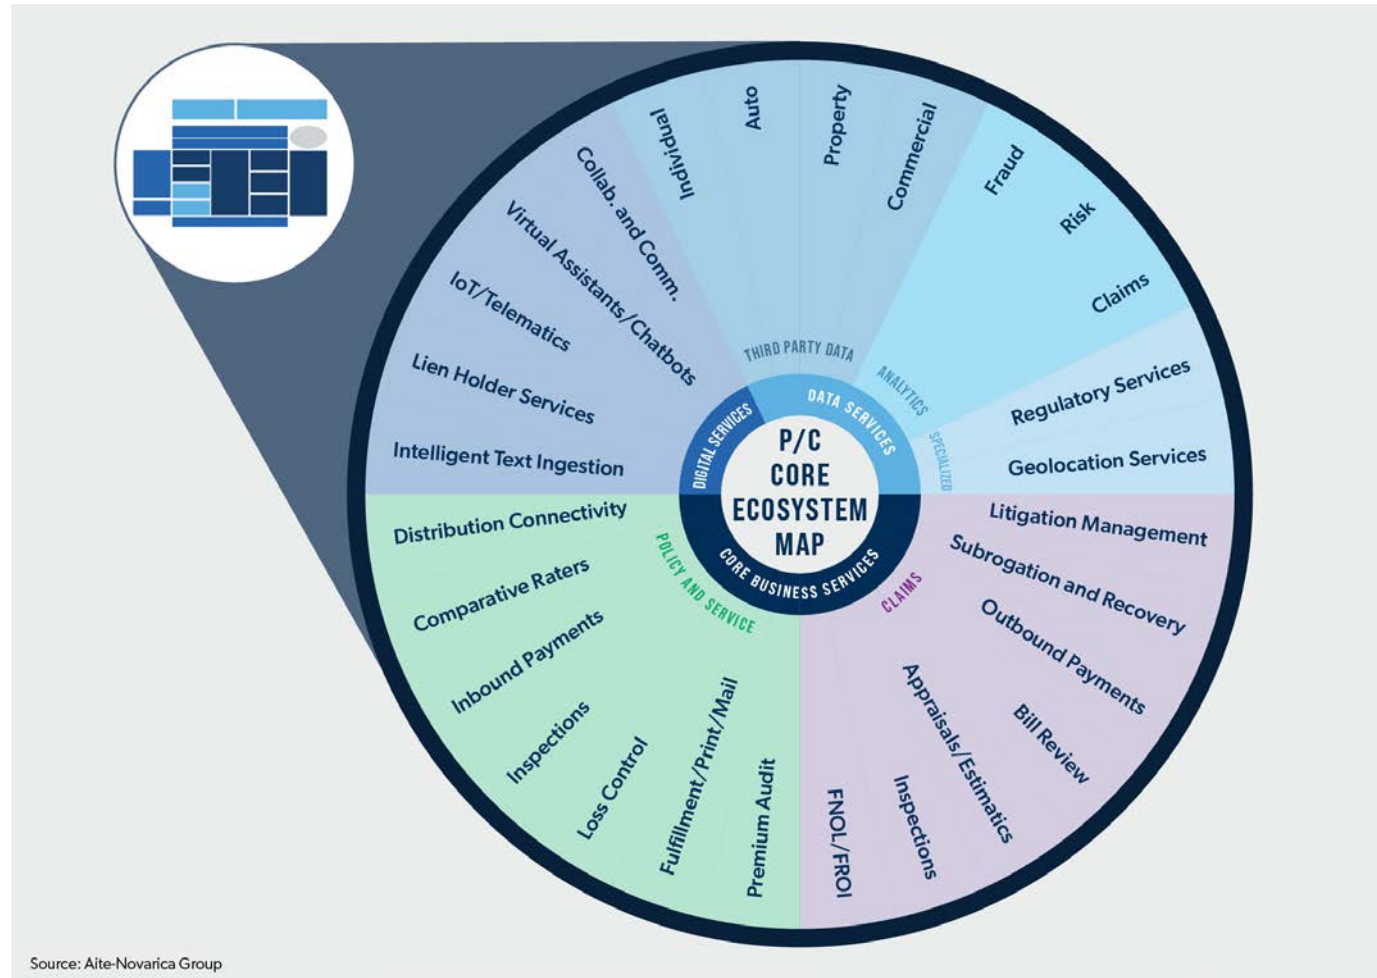 Individual
Auto
Property
Commercial
Fraud
Risk
Claims
Regulatory Services
Geolocation Services
Litigation Management
Subrogation and Recovery
Outbound Payments
Bill Review
Appraisals/Estimatics
Inspections
FNOL/FROI
Premium Audit
Fulfillment/Print/Mail
Loss Control
Inspections
Inbound Payments
Comparative Raters
Distribution Connectivity
Intelligent Text Ingestion
Lien Holder Services
IoT/Telematics
Virtual Assistants/Chatbots
Collab. and Comm.
THIRD PARTY DATA
ANALYTICS
SPECIALIZED
CLAIMS
POLICY AND SERVICE
DIGITAL SERVICES
DATA SERVICES
CORE BUSINESS SERVICES
P/C
CORE
ECOSYSTEM
MAP
Source: Aite-Novarica Group